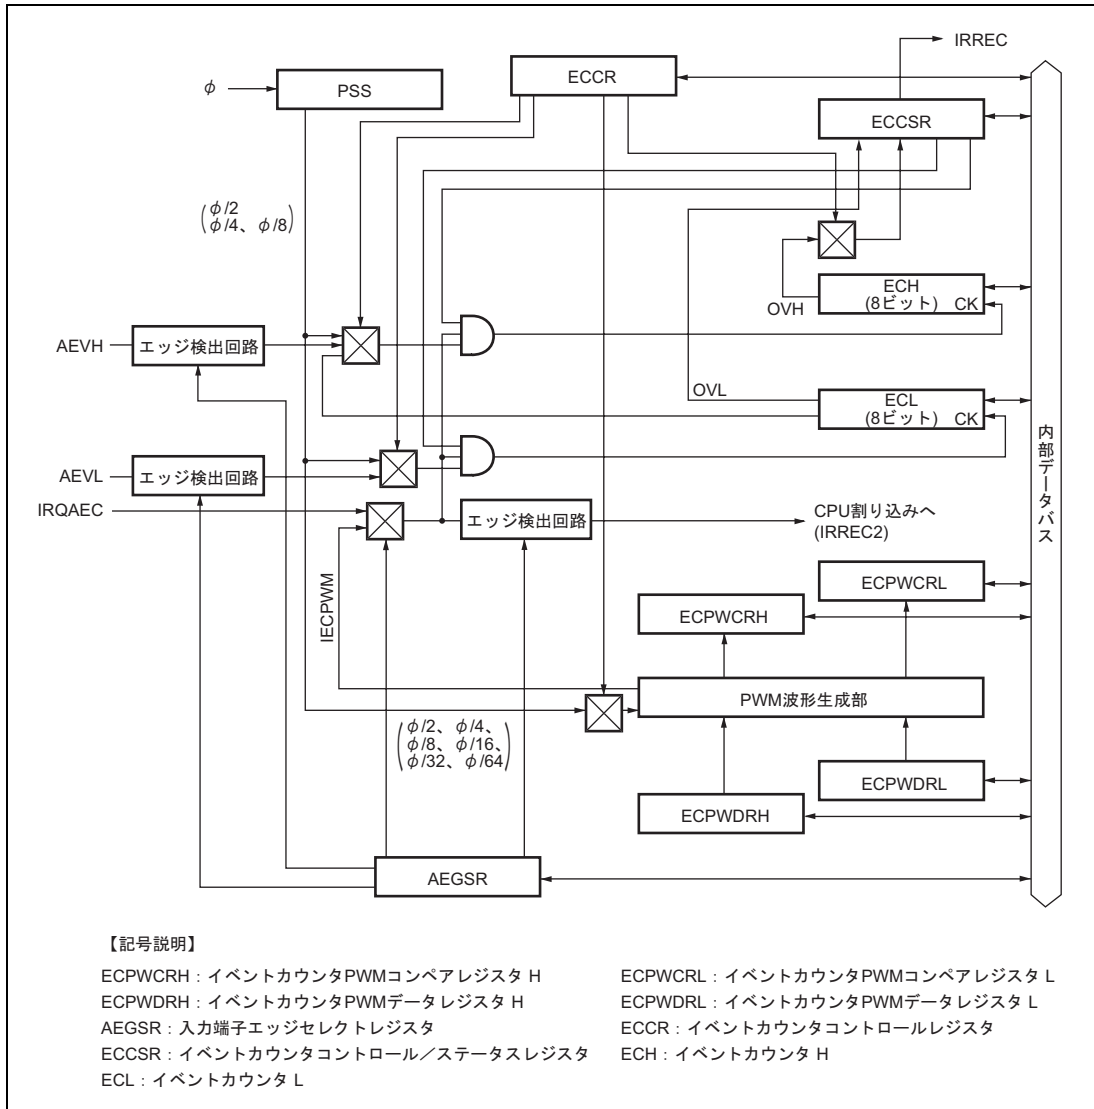 IRREC
ECCR
φ
PSS
ECCSR
φ/2
φ/4、φ/8
ECH
(8ビット) CK
OVH
AEVH
エッジ検出回路
OVL
ECL
(8ビット) CK
内部データバス
AEVL
エッジ検出回路
IRQAEC
エッジ検出回路
CPU割り込みへ
(IRREC2)
ECPWCRL
IECPWM
ECPWCRH
PWM波形生成部
φ/2、φ/4、
φ/8、φ/16、
φ/32、φ/64
ECPWDRL
ECPWDRH
AEGSR
【記号説明】
ECPWCRH : イベントカウンタPWMコンペアレジスタ H
ECPWCRL : イベントカウンタPWMコンペアレジスタ L
ECPWDRH : イベントカウンタPWMデータレジスタ H
ECPWDRL : イベントカウンタPWMデータレジスタ L
AEGSR : 入力端子エッジセレクトレジスタ
ECCR : イベントカウンタコントロールレジスタ
ECCSR : イベントカウンタコントロール／ステータスレジスタ
ECH : イベントカウンタ H
ECL : イベントカウンタ L